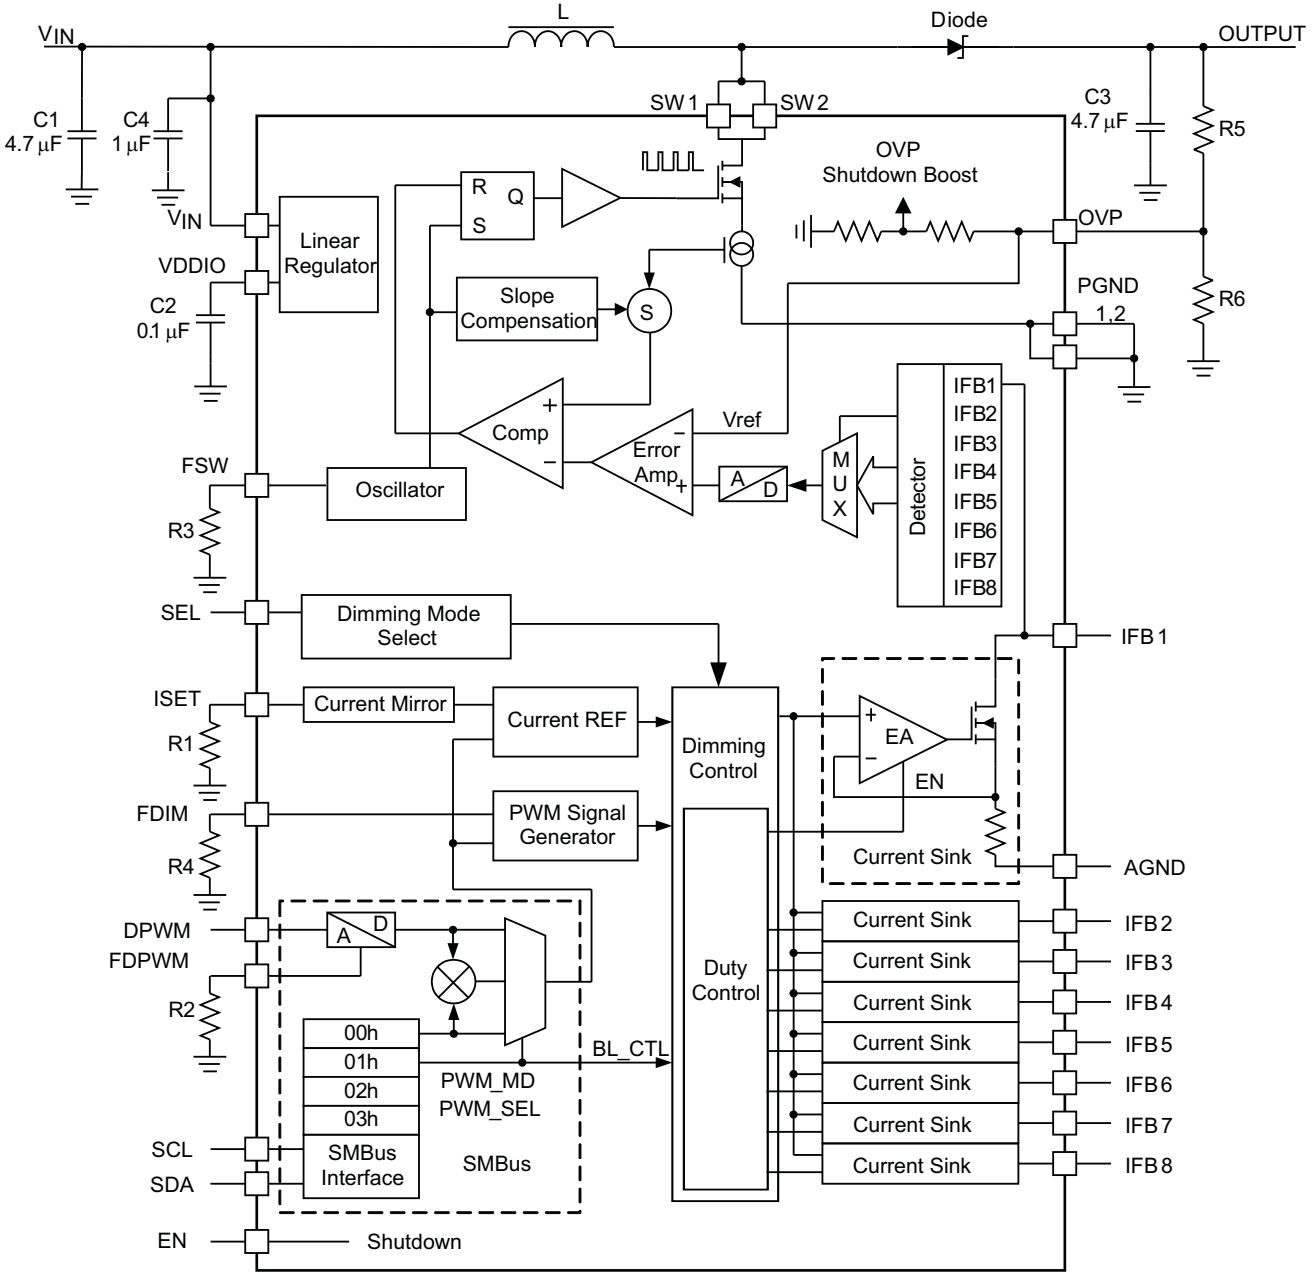 L
VIN
Diode
OUTPUT
SW1
SW2
C1
4.7 µF
C4
1 µF
C3
4.7 µF
R5
OVP
Shutdown Boost
R
Q
S
VIN
Linear
Regulator
OVP
VDDIO
C2
0.1 µF
Slope
Compensation
S
PGND
1,2
R6
IFB1
IFB2
IFB3
IFB4
IFB5
IFB6
IFB7
IFB8
Detector
M
U
X
Vref
Comp
+
−
Error
Amp
−
+
A
D
FSW
Oscillator
R3
SEL
Dimming Mode
Select
IFB1
ISET
Current Mirror
Current REF
R1
Dimming
Control
+
EA
−
EN
FDIM
PWM Signal
Generator
R4
Current Sink
AGND
DPWM
A
D
FDPWM
R2
Duty
Control
Current Sink
IFB2
Current Sink
IFB3
Current Sink
IFB4
Current Sink
IFB5
Current Sink
IFB6
Current Sink
IFB7
Current Sink
IFB8
00h
01h
02h
03h
BL_CTL
PWM_MD
PWM_SEL
SCL
SMBus
Interface
SMBus
SDA
EN
Shutdown